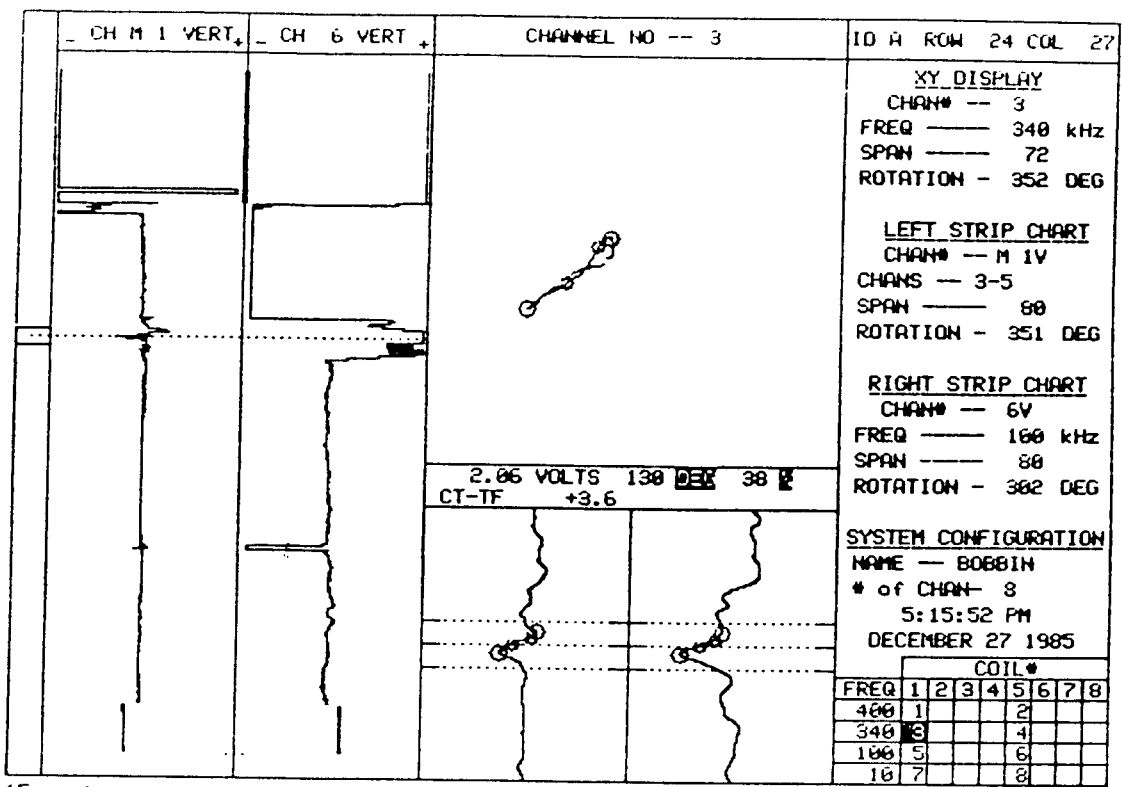 _ CH M 1 VERT +
_ CH 6 VERT +
CHANNEL NO -- 3
ID A ROW 24 COL 27
XY DISPLAY
CHAN# -- 3
FREQ ——— 340 kHz
SPAN ——— 72
ROTATION - 352 DEG
LEFT STRIP CHART
CHAN# -- M 1V
CHANS -- 3-5
SPAN ——— 80
ROTATION - 351 DEG
RIGHT STRIP CHART
CHAN# -- 6V
FREQ ——— 100 kHz
SPAN ——— 80
ROTATION - 302 DEG
2.06 VOLTS 130 DEG 38 %
CT-TF +3.6
SYSTEM CONFIGURATION
NAME -- BOBBIN
# of CHAN- 8
5:15:52 PM
DECEMBER 27 1985
COIL#
FREQ 1 2 3 4 5 6 7 8
400 1 2
340 3 4
100 5 6
10 7 8